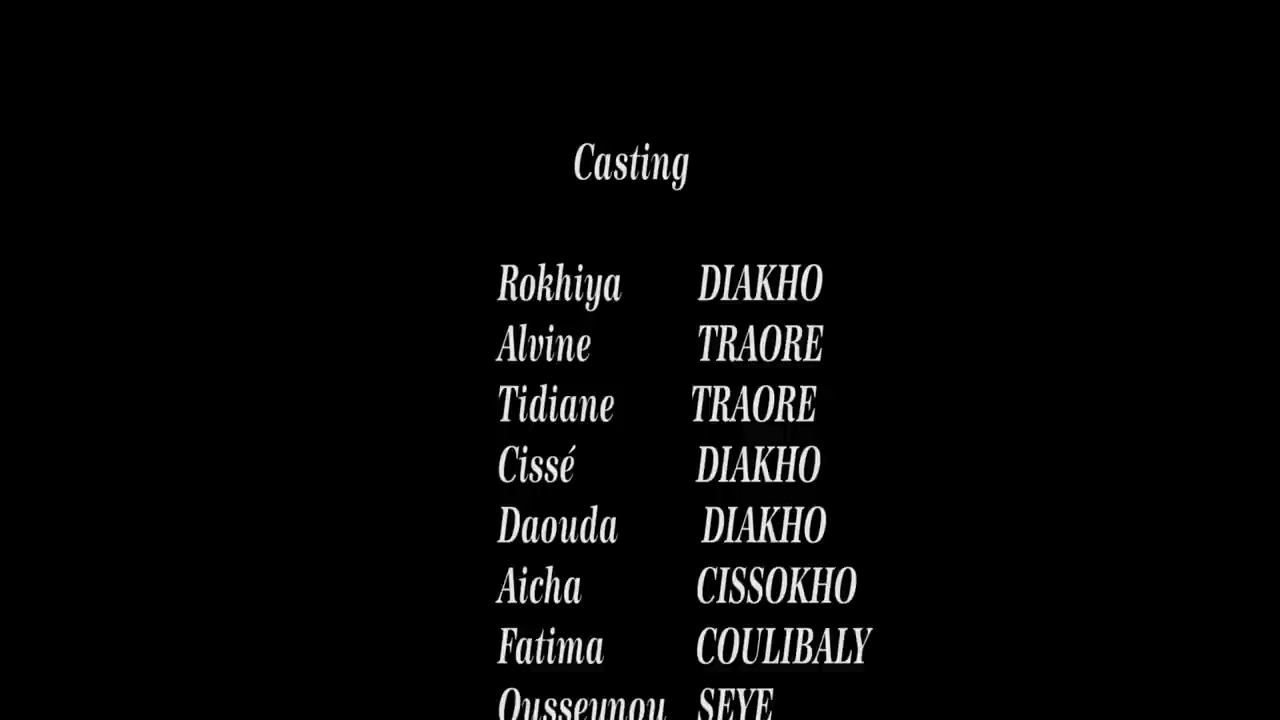 Casting
Rokhiya DIAKHO
Alvine TRAORE
Tidiane TRAORE
Cissé DIAKHO
Daouda DIAKHO
Aicha CISSOKHO
Fatima COULIBALY
Ousseynou SEYE